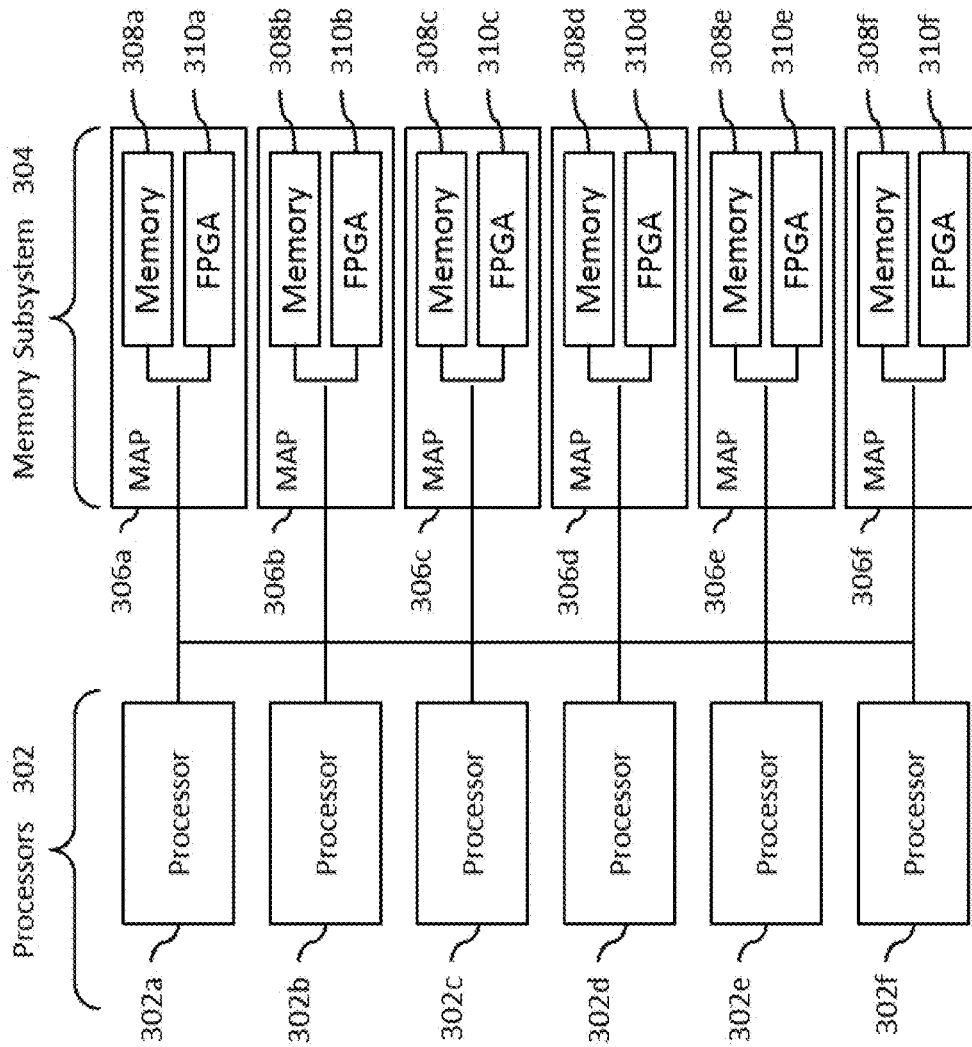 Processors 302
302a
Processor
302b
Processor
302c
Processor
302d
Processor
302e
Processor
302f
Processor
Memory Subsystem 304
306a
MAP
Memory
308a
FPGA
310a
306b
MAP
Memory
308b
FPGA
310b
306c
MAP
Memory
308c
FPGA
310c
306d
MAP
Memory
308d
FPGA
310d
306e
MAP
Memory
308e
FPGA
310e
306f
MAP
Memory
308f
FPGA
310f